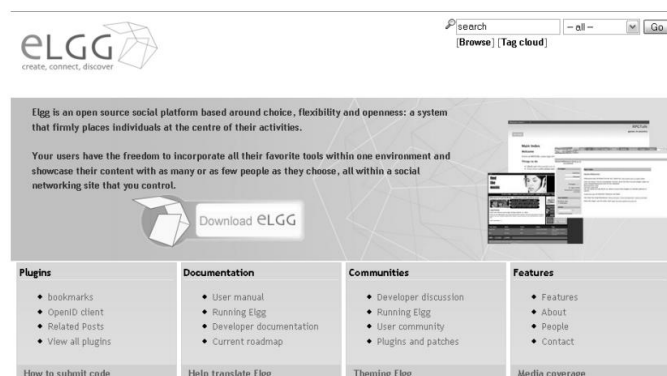 search
– all –
Go
[Browse] [Tag cloud]
eLGG
create, connect, discover
Elgg is an open source social platform based around choice, flexibility and openness: a system
that firmly places individuals at the centre of their activities.
Your users have the freedom to incorporate all their favorite tools within one environment and
showcase their content with as many or as few people as they choose, all within a social
networking site that you control.
Download eLGG
Plugins
bookmarks
OpenID client
Related Posts
View all plugins
How to submit code
Documentation
User manual
Running Elgg
Developer documentation
Current roadmap
Help translate Elgg
Communities
Developer discussion
Running Elgg
User community
Plugins and patches
Theming Elgg
Features
Features
About
People
Contact
Media coverage